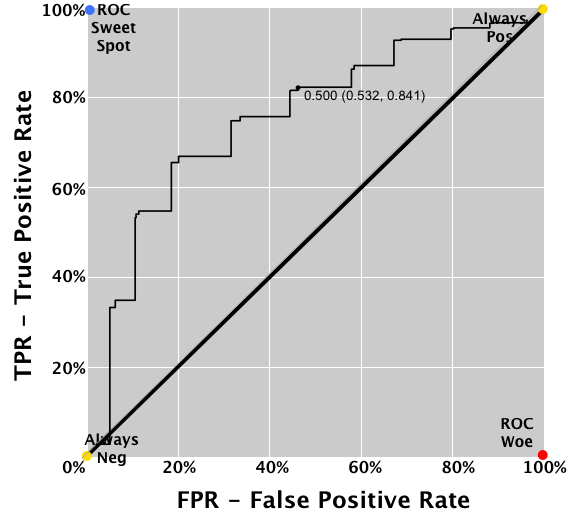 100%
ROC
Sweet
Spot
Always
Pos
80%
0.500 (0.532, 0.841)
60%
40%
20%
TPR – True Positive Rate
Always
Neg
ROC
Woe
0%
20%
40%
60%
80%
100%
FPR – False Positive Rate